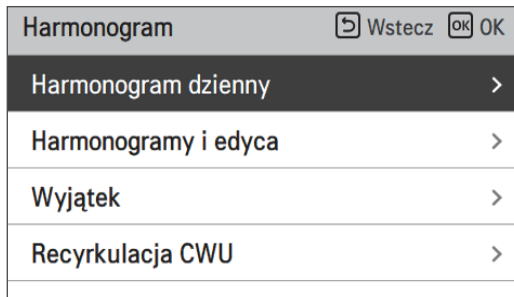 Harmonogram Wstecz OK OK
Harmonogram dzienny
Harmonogramy i edyca
Wyjątek
Recyrkulacja CWU